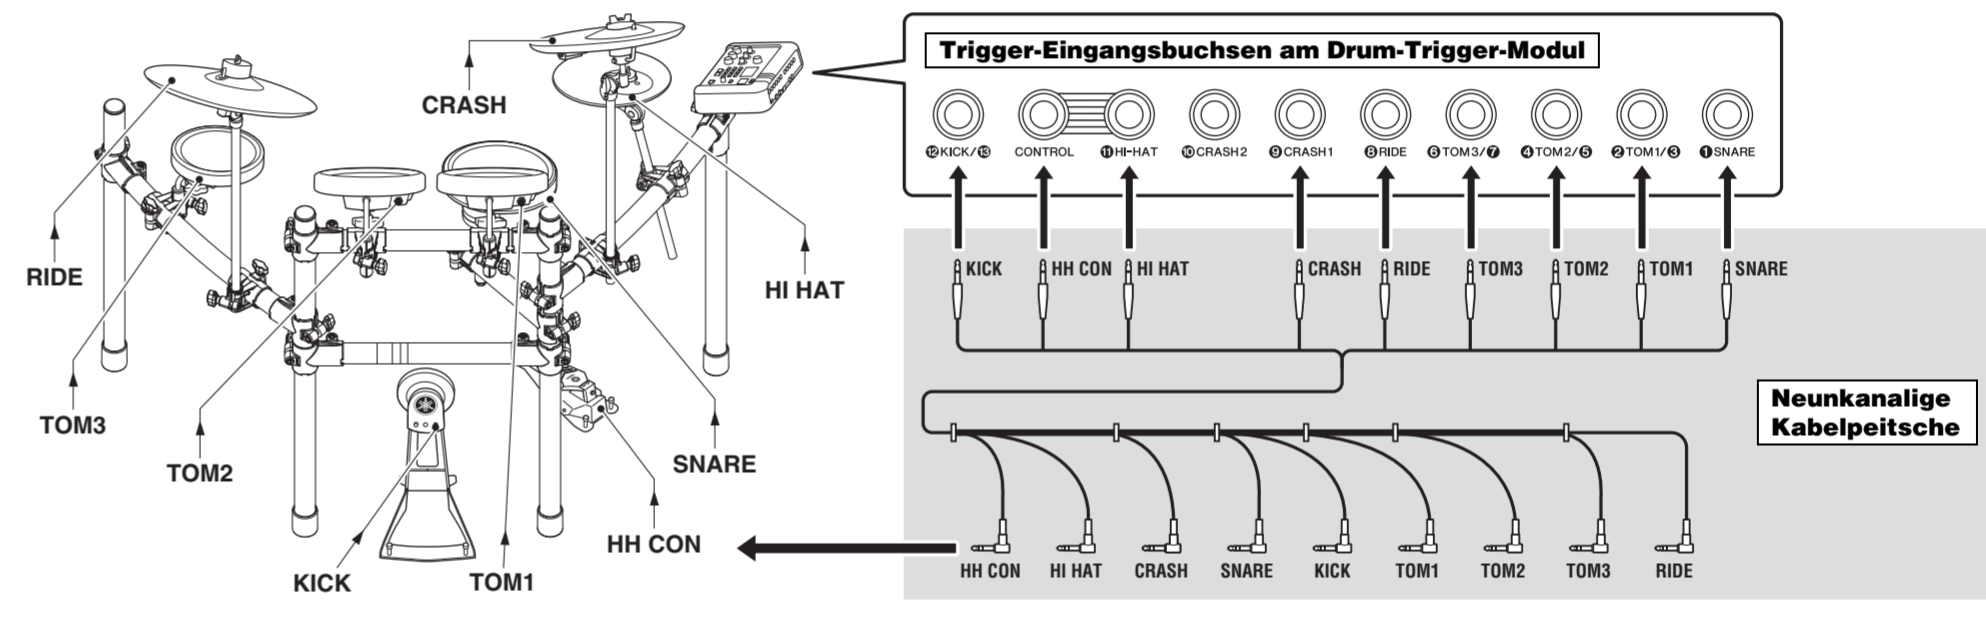 CRASH
RIDE
TOM3
TOM2
KICK
TOM1
HH CON
SNARE
HI HAT
Trigger-Eingangsbuchsen am Drum-Trigger-Modul
⓬KICK/⓭ CONTROL ⓫HI-HAT ❿CRASH2 ❾CRASH1 ❽RIDE ❻TOM3/❼ ❹TOM2/❺ ❷TOM1/❸ ❶SNARE
KICK HH CON HI HAT CRASH RIDE TOM3 TOM2 TOM1 SNARE
Neunkanalige
Kabelpeitsche
HH CON HI HAT CRASH SNARE KICK TOM1 TOM2 TOM3 RIDE